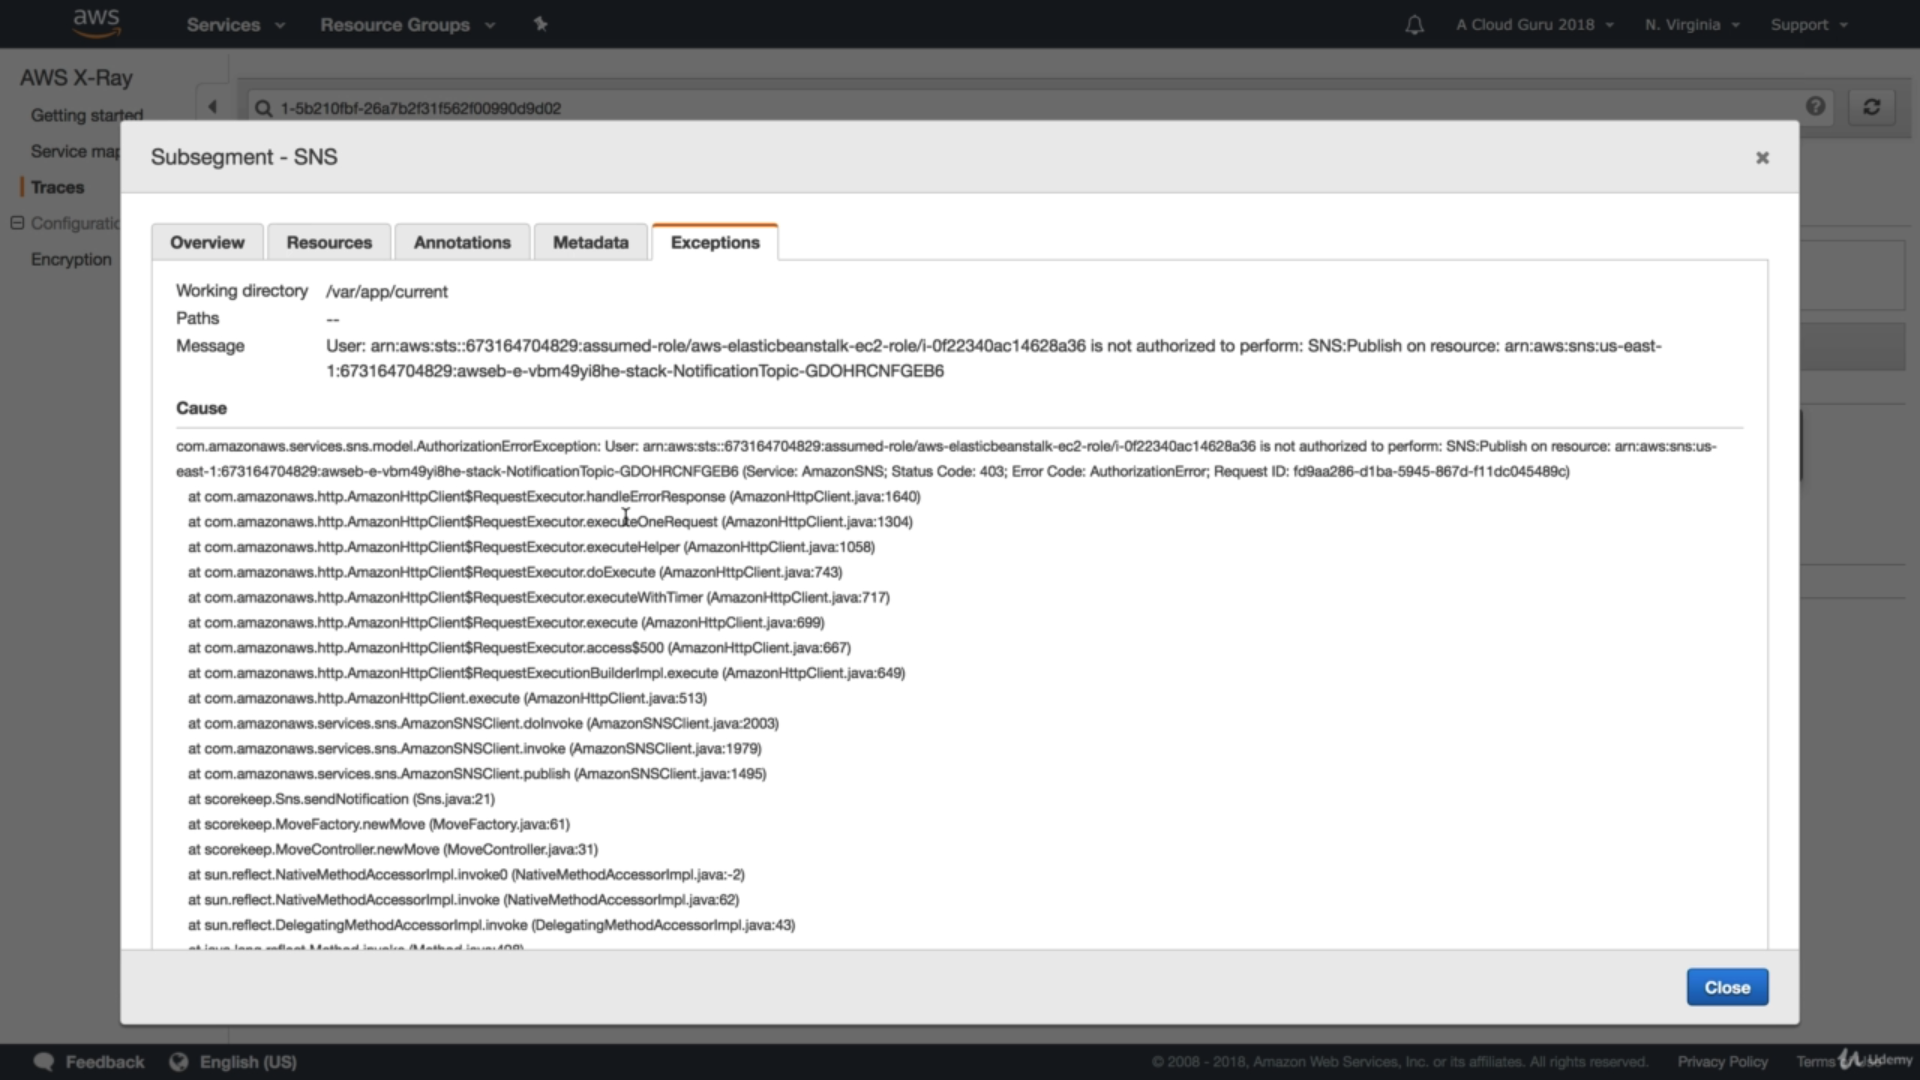 aws
Services
Resource Groups
A Cloud Guru 2018
N. Virginia
Support
AWS X-Ray
Getting started
Service map
Traces
Encryption
1-5b210fbf-26a7b2f31f562f00990d9d02
Subsegment - SNS
Overview
Resources
Annotations
Metadata
Exceptions
Working directory /var/app/current
Paths --
Message User: arn:aws:sts::673164704829:assumed-role/aws-elasticbeanstalk-ec2-role/i-0f22340ac14628a36 is not authorized to perform: SNS:Publish on resource: arn:aws:sns:us-east-
1:673164704829:awseb-e-vbm49yi8he-stack-NotificationTopic-GDOHRCNFGEB6
Cause
com.amazonaws.services.sns.model.AuthorizationErrorException: User: arn:aws:sts::673164704829:assumed-role/aws-elasticbeanstalk-ec2-role/i-0f22340ac14628a36 is not authorized to perform: SNS:Publish on resource: arn:aws:sns:us-
east-1:673164704829:awseb-e-vbm49yi8he-stack-NotificationTopic-GDOHRCNFGEB6 (Service: AmazonSNS; Status Code: 403; Error Code: AuthorizationError; Request ID: fd9aa286-d1ba-5945-867d-f11dc045489c)
at com.amazonaws.http.AmazonHttpClient$RequestExecutor.handleErrorResponse (AmazonHttpClient.java:1640)
at com.amazonaws.http.AmazonHttpClient$RequestExecutor.executeOneRequest (AmazonHttpClient.java:1304)
at com.amazonaws.http.AmazonHttpClient$RequestExecutor.executeHelper (AmazonHttpClient.java:1058)
at com.amazonaws.http.AmazonHttpClient$RequestExecutor.doExecute (AmazonHttpClient.java:743)
at com.amazonaws.http.AmazonHttpClient$RequestExecutor.executeWithTimer (AmazonHttpClient.java:717)
at com.amazonaws.http.AmazonHttpClient$RequestExecutor.execute (AmazonHttpClient.java:699)
at com.amazonaws.http.AmazonHttpClient$RequestExecutor.access$500 (AmazonHttpClient.java:667)
at com.amazonaws.http.AmazonHttpClient$RequestExecutionBuilderImpl.execute (AmazonHttpClient.java:649)
at com.amazonaws.http.AmazonHttpClient.execute (AmazonHttpClient.java:513)
at com.amazonaws.services.sns.AmazonSNSClient.doInvoke (AmazonSNSClient.java:2003)
at com.amazonaws.services.sns.AmazonSNSClient.invoke (AmazonSNSClient.java:1979)
at com.amazonaws.services.sns.AmazonSNSClient.publish (AmazonSNSClient.java:1495)
at scorekeep.Sns.sendNotification (Sns.java:21)
at scorekeep.MoveFactory.newMove (MoveFactory.java:61)
at scorekeep.MoveController.newMove (MoveController.java:31)
at sun.reflect.NativeMethodAccessorImpl.invoke0 (NativeMethodAccessorImpl.java:-2)
at sun.reflect.NativeMethodAccessorImpl.invoke (NativeMethodAccessorImpl.java:62)
at sun.reflect.DelegatingMethodAccessorImpl.invoke (DelegatingMethodAccessorImpl.java:43)
at java.lang.reflect.Method.invoke (Method.java:498)
Close
Feedback
English (US)
© 2008 - 2018, Amazon Web Services, Inc. or its affiliates. All rights reserved.
Privacy Policy
Terms
Udemy